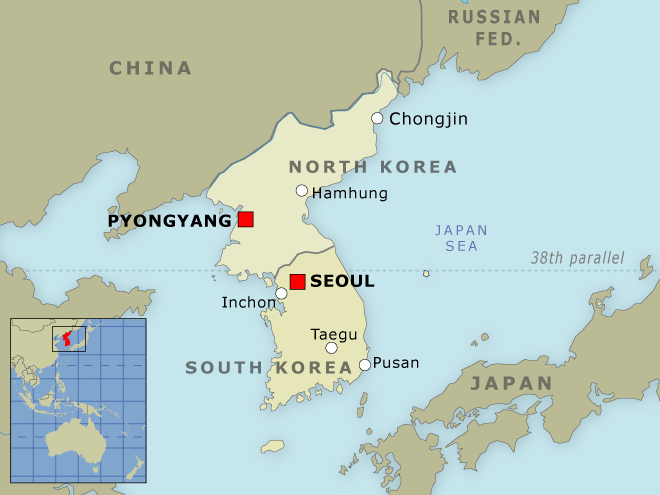 RUSSIAN
FED.
CHINA
Chongjin
NORTH KOREA
Hamhung
PYONGYANG
JAPAN
SEA
38th parallel
SEOUL
Inchon
Taegu
SOUTH KOREA
Pusan
JAPAN